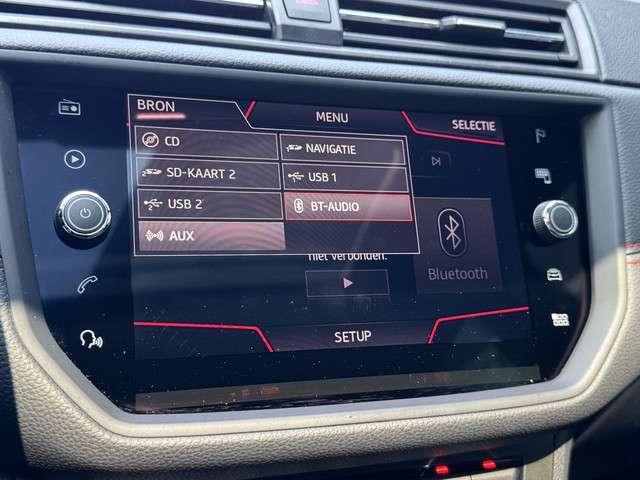 BRON
MENU
SELECTIE
CD
NAVIGATIE
SD-KAART 2
USB 1
USB 2
BT-AUDIO
AUX
niet verbonden.
Bluetooth
SETUP